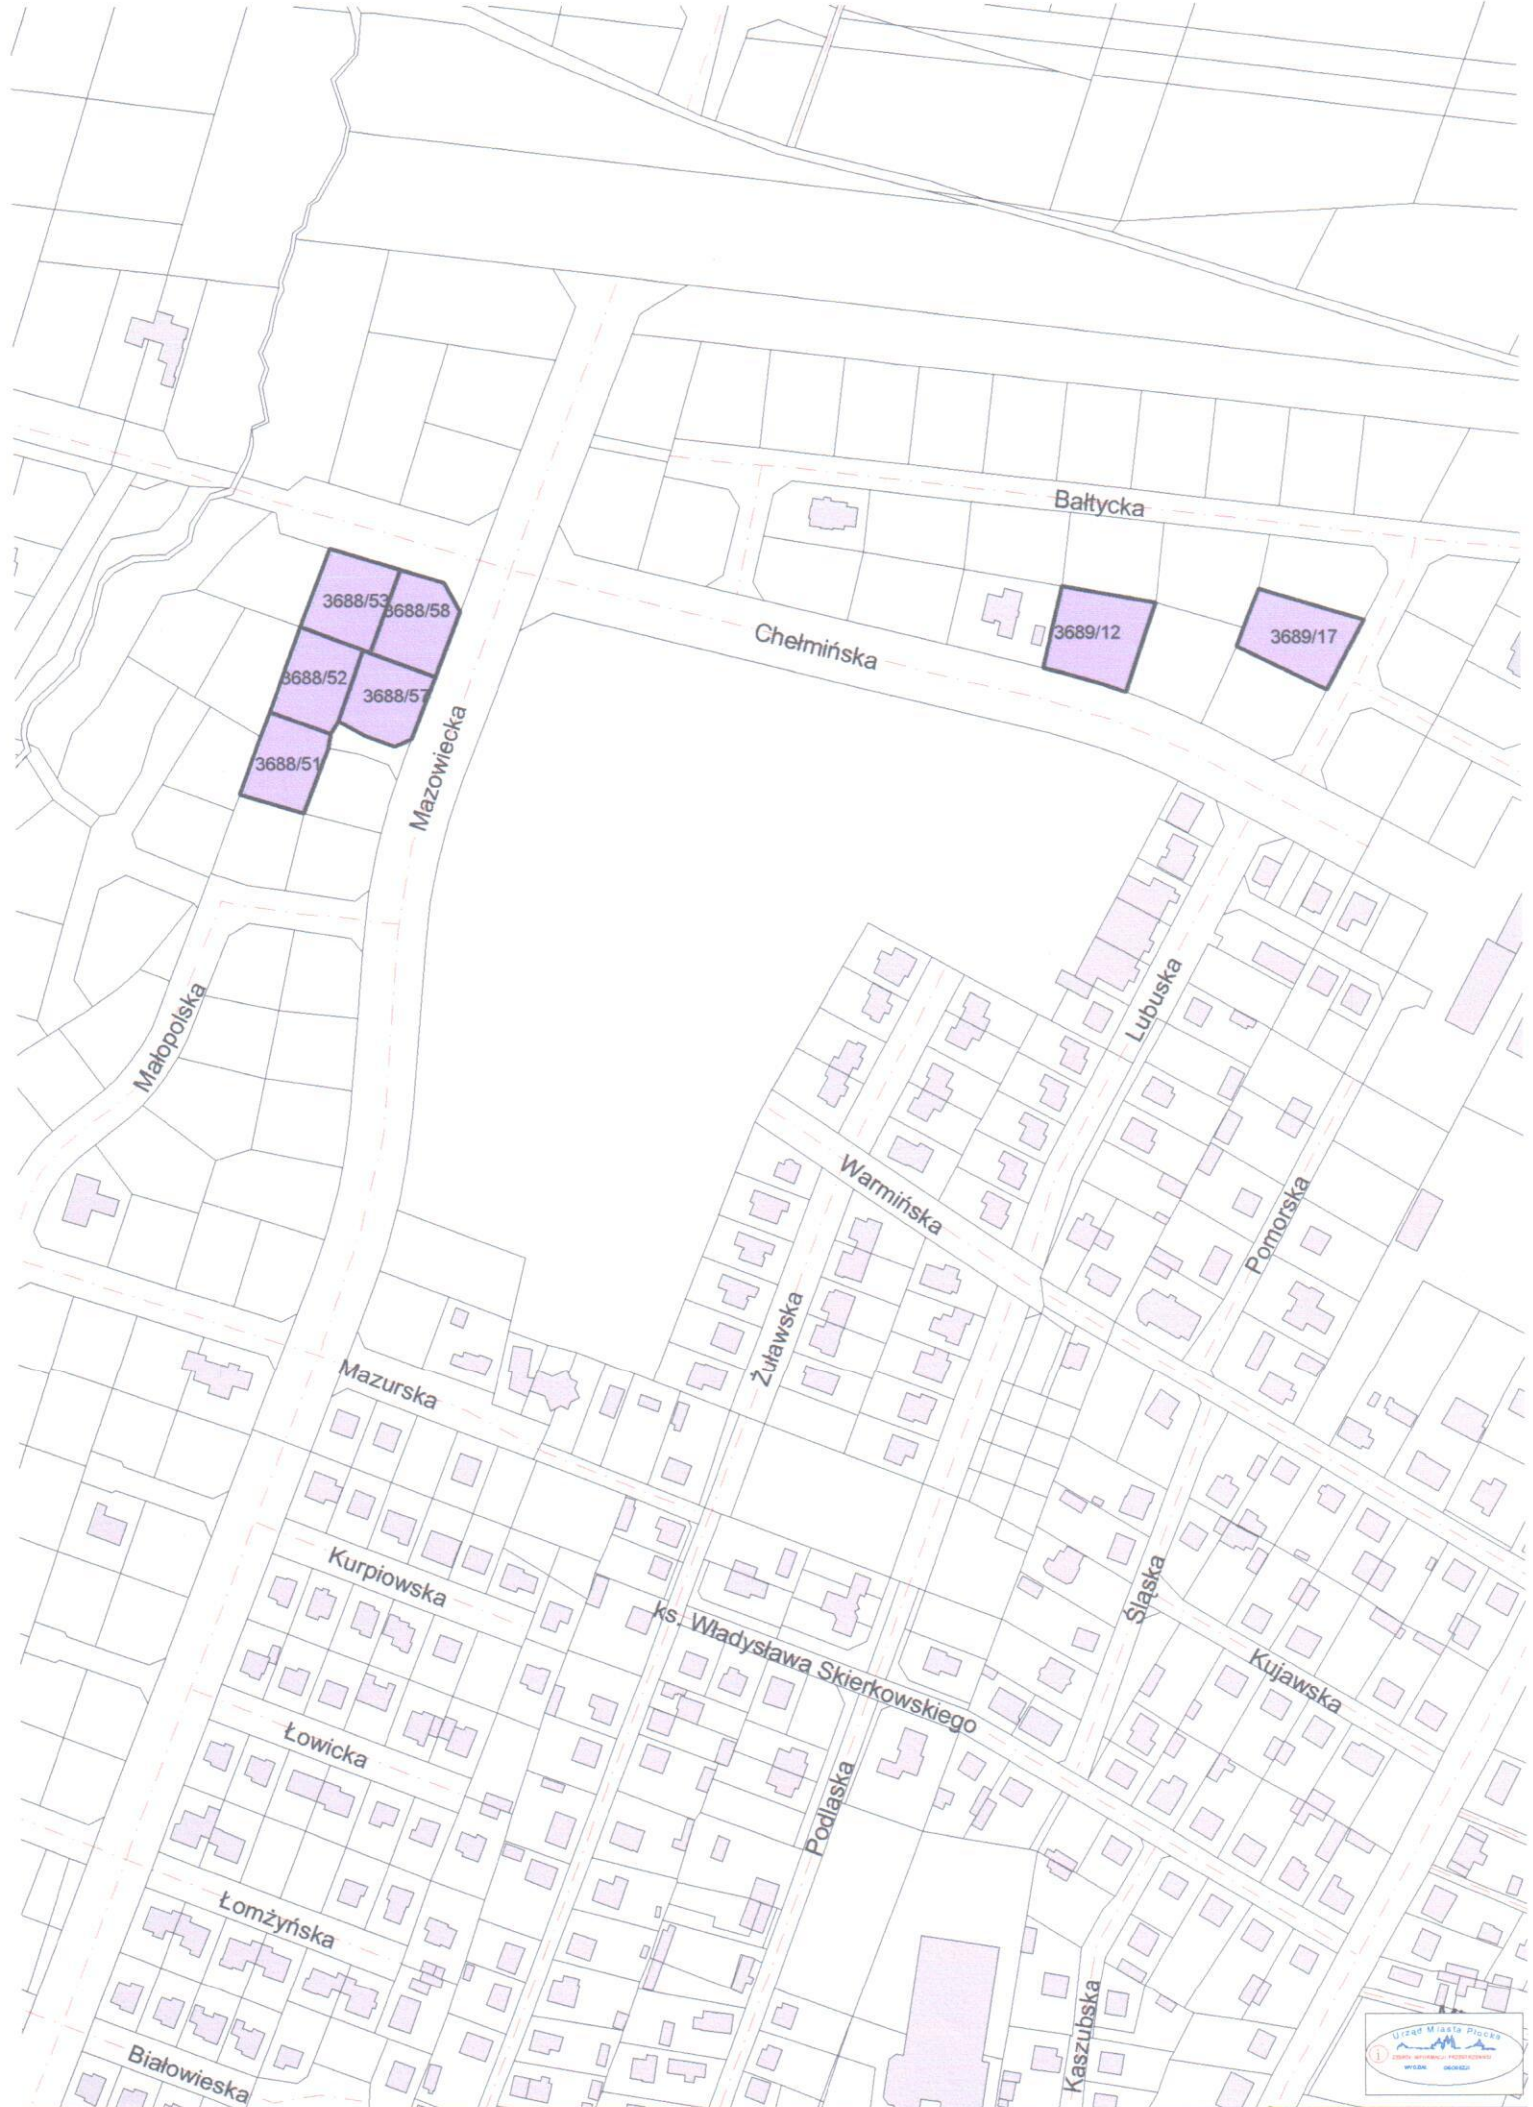 Bałtycka
3688/53
3688/58
Chełmińska
3689/12
3689/17
3688/52
3688/57
3688/51
Mazowiecka
Małopolska
Lubuska
Warmińska
Pomorska
Żuławska
Mazurska
Kurpiowska
Śląska
ks. Władysława Skierkowskiego
Kujawska
Łowicka
Podlaska
Łomżyńska
Kaszubska
Białowieska
Urząd Miasta Płocka